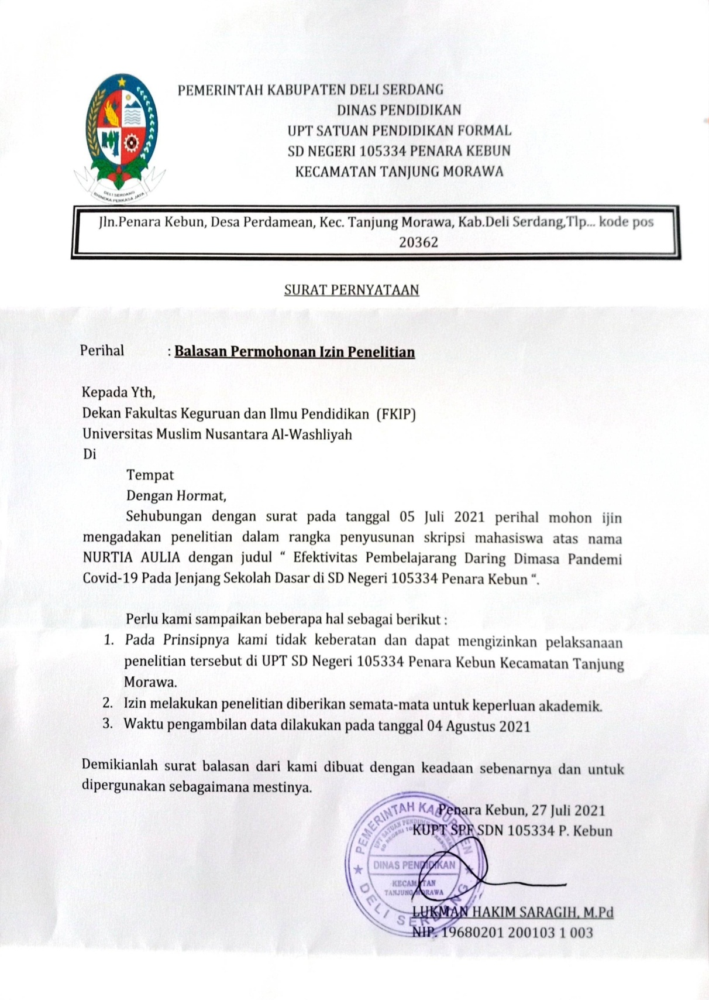 PEMERINTAH KABUPATEN DELI SERDANG
DINAS PENDIDIKAN
UPT SATUAN PENDIDIKAN FORMAL
SD NEGERI 105334 PENARA KEBUN
KECAMATAN TANJUNG MORAWA
DELI SERDANG
BHINEKA PERKASA JAYA
Jln.Penara Kebun, Desa Perdamean, Kec. Tanjung Morawa, Kab.Deli Serdang,Tlp... kode pos
20362
SURAT PERNYATAAN
Perihal : Balasan Permohonan Izin Penelitian
Kepada Yth,
Dekan Fakultas Keguruan dan Ilmu Pendidikan (FKIP)
Universitas Muslim Nusantara Al-Washliyah
Di
Tempat
Dengan Hormat,
Sehubungan dengan surat pada tanggal 05 Juli 2021 perihal mohon ijin
mengadakan penelitian dalam rangka penyusunan skripsi mahasiswa atas nama
NURTIA AULIA dengan judul “ Efektivitas Pembelajarang Daring Dimasa Pandemi
Covid-19 Pada Jenjang Sekolah Dasar di SD Negeri 105334 Penara Kebun “.
Perlu kami sampaikan beberapa hal sebagai berikut :
1. Pada Prinsipnya kami tidak keberatan dan dapat mengizinkan pelaksanaan
penelitian tersebut di UPT SD Negeri 105334 Penara Kebun Kecamatan Tanjung
Morawa.
2. Izin melakukan penelitian diberikan semata-mata untuk keperluan akademik.
3. Waktu pengambilan data dilakukan pada tanggal 04 Agustus 2021
Demikianlah surat balasan dari kami dibuat dengan keadaan sebenarnya dan untuk
dipergunakan sebagaimana mestinya.
Penara Kebun, 27 Juli 2021
KUPT SPF SDN 105334 P. Kebun
PEMERINTAH KABUPATEN
UPT SATUAN PENDIDIKAN FORMAL
SD NEGERI
DINAS PENDIDIKAN
KECAMATAN
TANJUNG MORAWA
DELI SERDANG
LUKMAN HAKIM SARAGIH, M.Pd
NIP. 19680201 200103 1 003